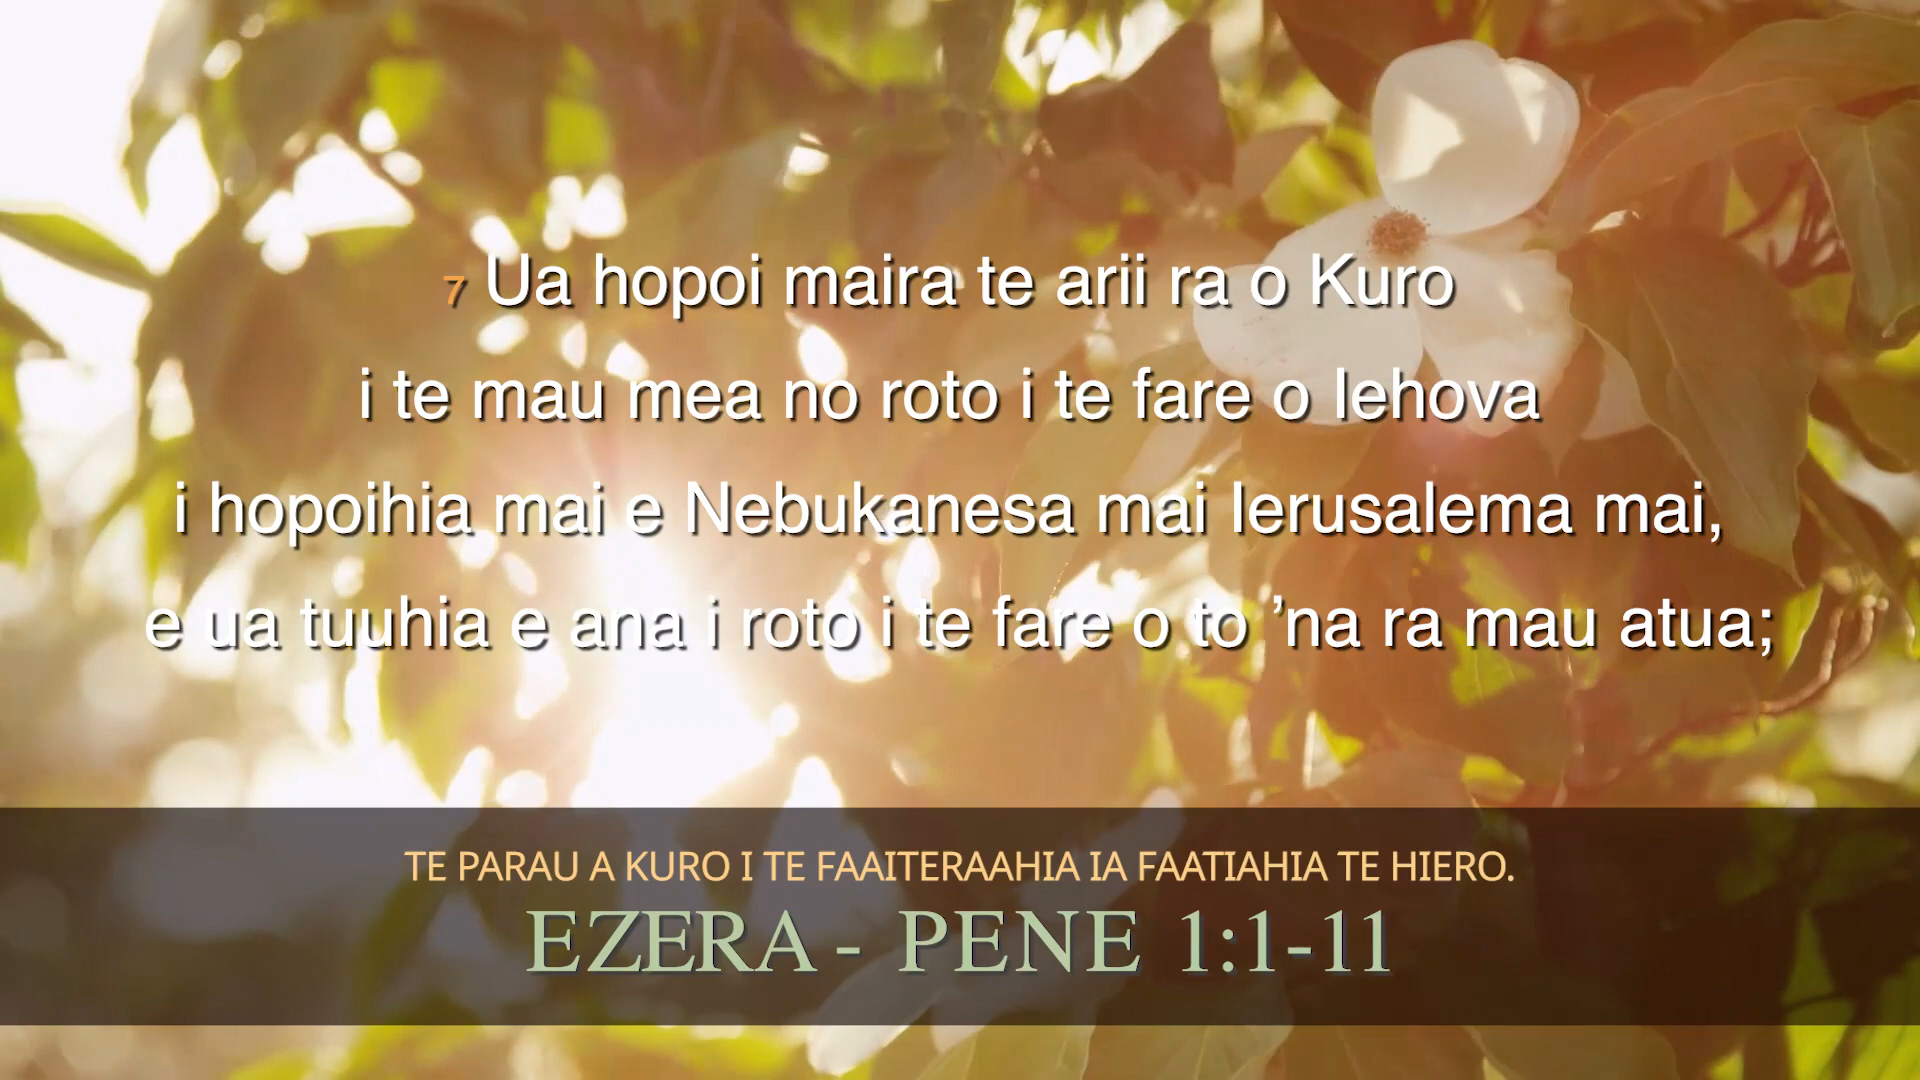 7 Ua hopoi maira te arii ra o Kuro
i te mau mea no roto i te fare o Iehova
i hopoihia mai e Nebukanesa mai Ierusalema mai,
e ua tuuhia e ana i roto i te fare o to ’na ra mau atua;
TE PARAU A KURO I TE FAAITERAAHIA IA FAATIAHIA TE HIERO.
EZERA - PENE 1:1-11